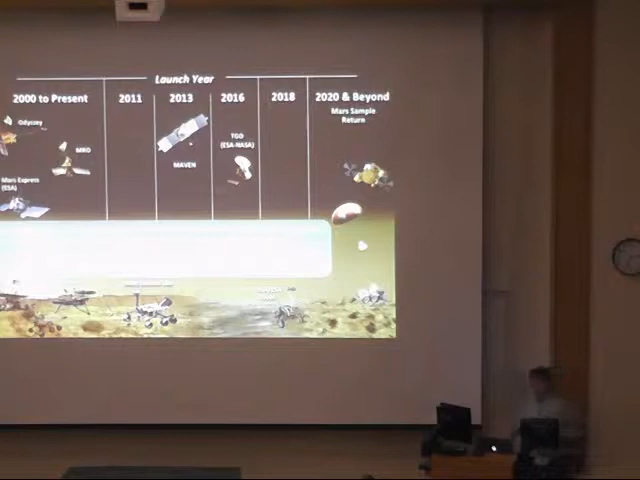 Launch Year
2000 to Present
2011
2013
2016
2018
2020 & Beyond
Mars Sample
Return
Odyssey
MRO
Mars Express
(ESA)
MAVEN
TGO
(ESA-NASA)